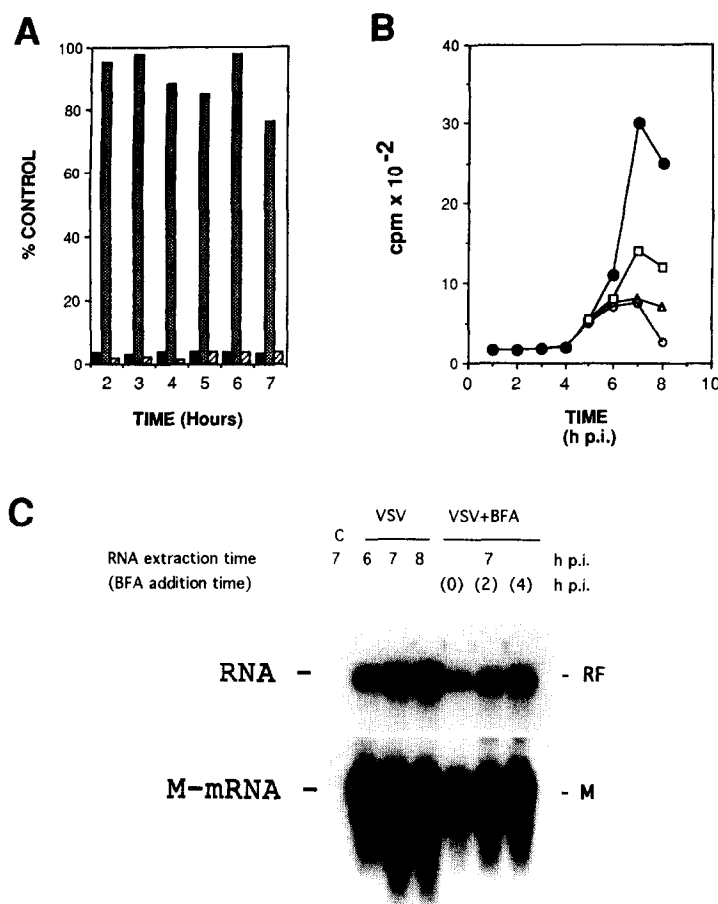 A
100
80
60
40
20
0
% CONTROL
2 3 4 5 6 7
TIME (Hours)
B
40
30
20
10
0
cpm x 10-2
0 2 4 6 8 10
TIME
(h p.i.)
C
VSV VSV+BFA
C
RNA extraction time 7 6 7 8 7 h p.i.
(BFA addition time) (0) (2) (4) h p.i.
RNA - - RF
M-mRNA - - M